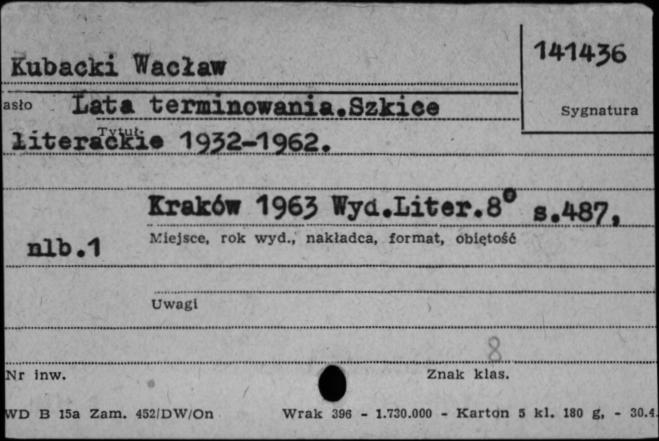 Kubacki Wacław
141436
asło
Lata terminowania.Szkice
Sygnatura
Tytuł
literackie 1932-1962.
Kraków 1963 Wyd.Liter.8° s.487,
nlb.1
Miejsce, rok wyd., nakładca, format, objętość
Uwagi
8
Nr inw.
Znak klas.
WD B 15a Zam. 452/DW/On
Wrak 396 - 1.730.000 - Karton 5 kl. 180 g, - 30.4.